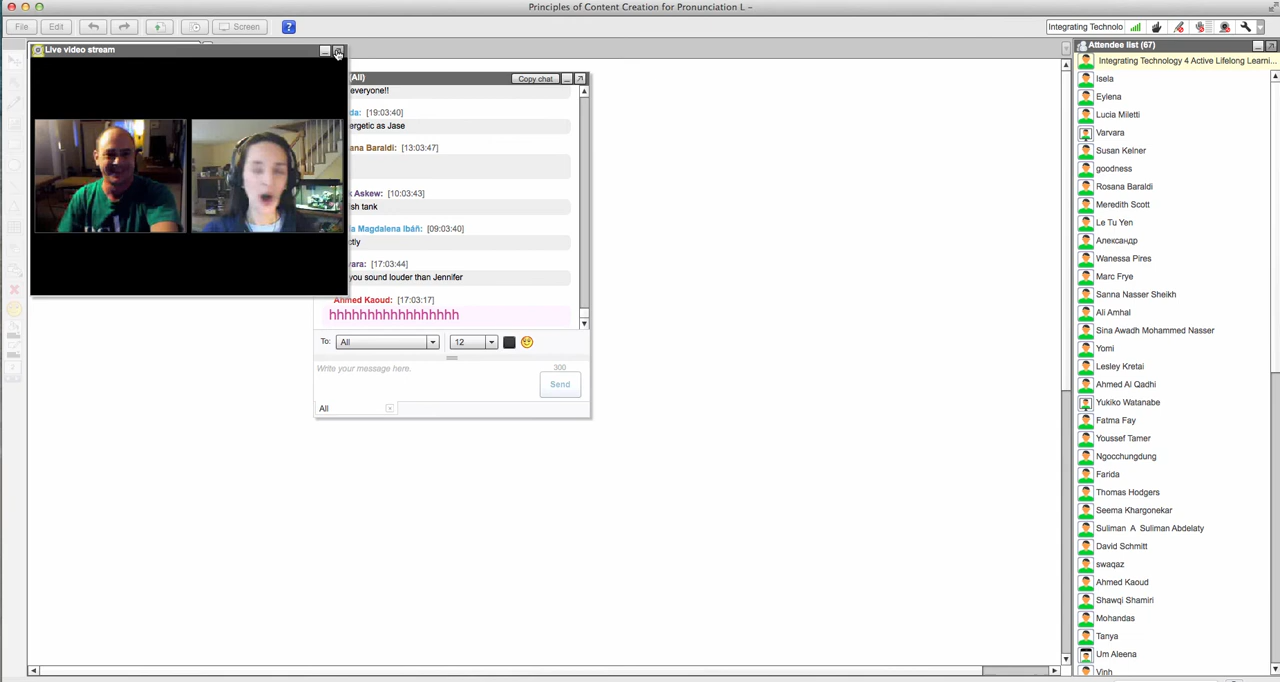 Principles of Content Creation for Pronunciation L -
File
Edit
Screen
?
Integrating Technolo
Live video stream
(All)
Copy chat
everyone!!
da: [19:03:40]
ergetic as Jase
ana Baraldi: [13:03:47]
k Askew: [10:03:43]
sh tank
a Magdalena Ibáñ: [09:03:40]
ctly
ara: [17:03:44]
you sound louder than Jennifer
Ahmed Kaoud: [17:03:17]
hhhhhhhhhhhhhhhhh
To: All 12
Write your message here.
300
Send
All
Attendee list (67)
Integrating Technology 4 Active Lifelong Learni...
Isela
Eylena
Lucia Miletti
Varvara
Susan Kelner
goodness
Rosana Baraldi
Meredith Scott
Le Tu Yen
Александр
Wanessa Pires
Marc Frye
Sanna Nasser Sheikh
Ali Amhal
Sina Awadh Mohammed Nasser
Yomi
Lesley Kretai
Ahmed Al Qadhi
Yukiko Watanabe
Fatma Fay
Youssef Tamer
Ngocchungdung
Farida
Thomas Hodgers
Seema Khargonekar
Suliman A Suliman Abdelaty
David Schmitt
swaqaz
Ahmed Kaoud
Shawqi Shamiri
Mohandas
Tanya
Um Aleena
Vinh